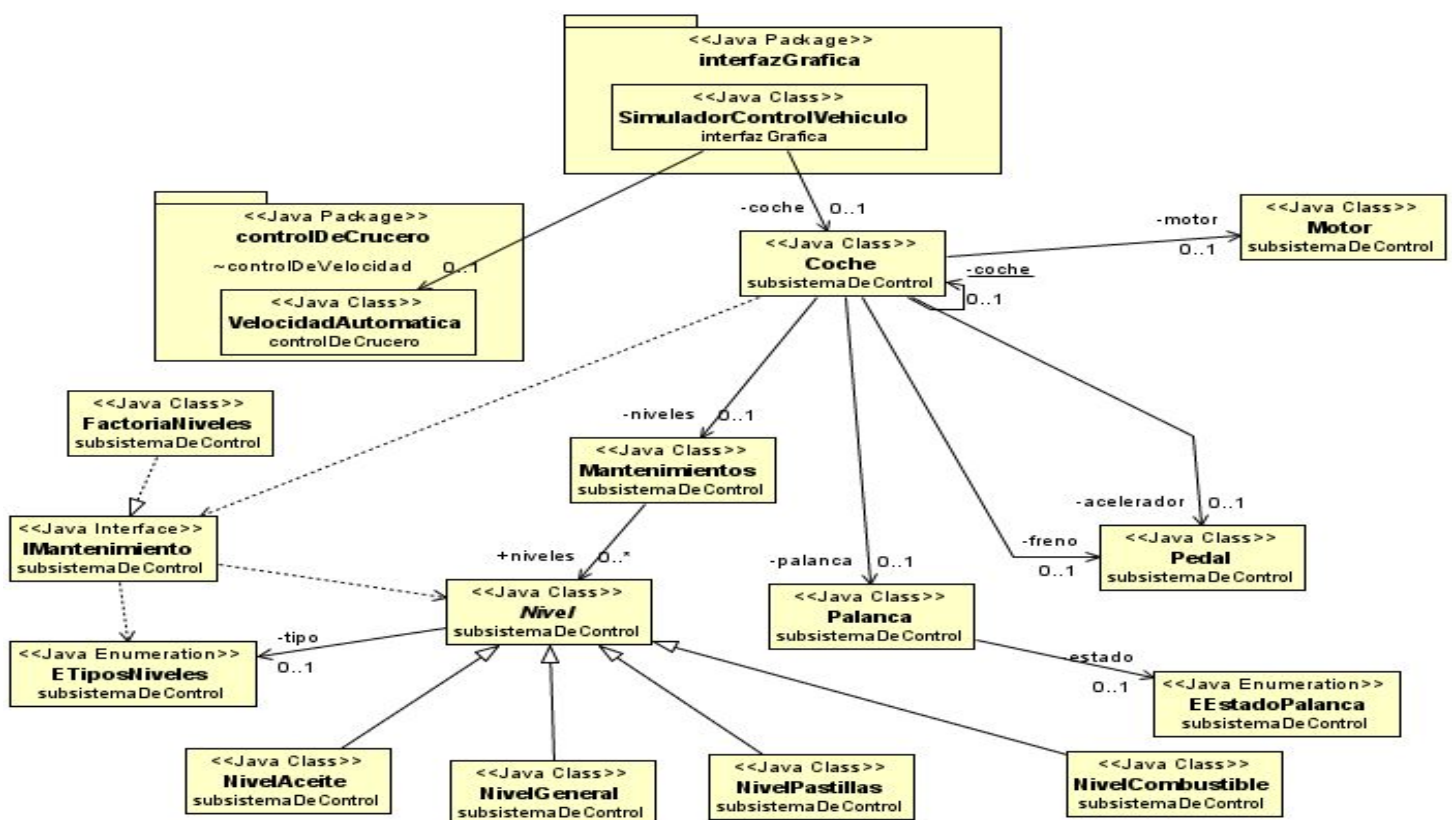 <<Java Package>>
interfazGrafica
<<Java Class>>
SimuladorControlVehiculo
interfazGrafica
<<Java Package>>
controlDeCrucero
~controlDeVelocidad 0..1
<<Java Class>>
VelocidadAutomatica
controlDeCrucero
-coche 0..1
<<Java Class>>
Coche
subsistemaDeControl
-coche
0..1
-motor
0..1
<<Java Class>>
Motor
subsistemaDeControl
<<Java Class>>
FactoriaNiveles
subsistemaDeControl
-niveles 0..1
<<Java Class>>
Mantenimientos
subsistemaDeControl
<<Java Interface>>
IMantenimiento
subsistemaDeControl
+niveles 0..*
-palanca 0..1
-freno
0..1
-acelerador 0..1
<<Java Class>>
Pedal
subsistemaDeControl
<<Java Class>>
Nivel
subsistemaDeControl
<<Java Class>>
Palanca
subsistemaDeControl
-tipo
0..1
<<Java Enumeration>>
ETiposNiveles
subsistemaDeControl
-estado
0..1
<<Java Enumeration>>
EEstadoPalanca
subsistemaDeControl
<<Java Class>>
NivelAceite
subsistemaDeControl
<<Java Class>>
NivelGeneral
subsistemaDeControl
<<Java Class>>
NivelPastillas
subsistemaDeControl
<<Java Class>>
NivelCombustible
subsistemaDeControl